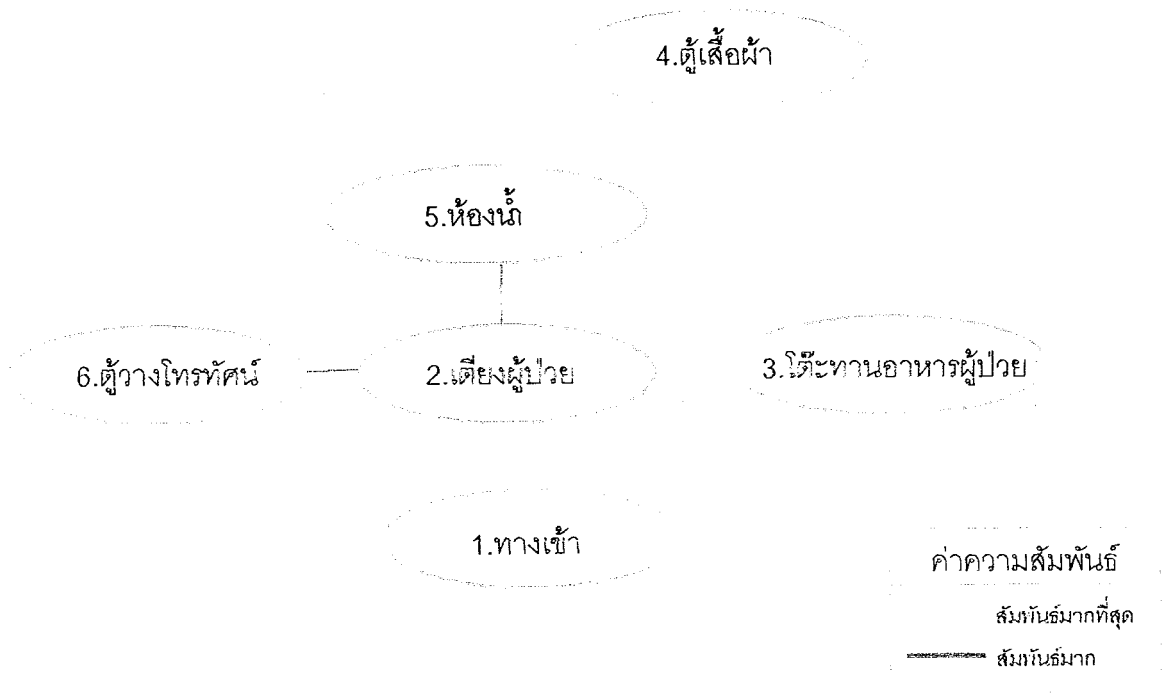 4.ตู้เสื้อผ้า
5.ห้องน้ำ
6.ตู้วางโทรทัศน์
2.เตียงผู้ป่วย
3.โต๊ะทานอาหารผู้ป่วย
1.ทางเข้า
ค่าความสัมพันธ์
สัมพันธ์มากที่สุด
สัมพันธ์มาก